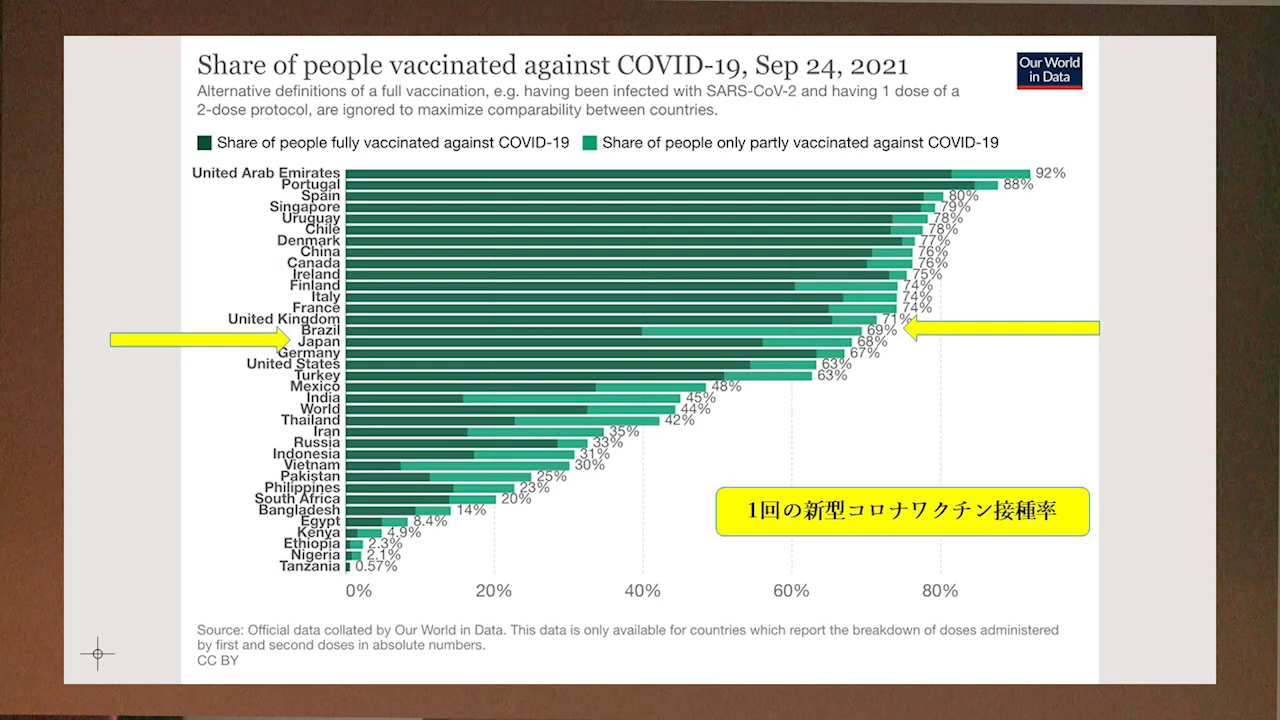 Share of people vaccinated against COVID-19, Sep 24, 2021
Our World
in Data
Alternative definitions of a full vaccination, e.g. having been infected with SARS-CoV-2 and having 1 dose of a
2-dose protocol, are ignored to maximize comparability between countries.
Share of people fully vaccinated against COVID-19 Share of people only partly vaccinated against COVID-19
United Arab Emirates 92%
Portugal 88%
Spain 80%
Singapore 79%
Uruguay 78%
Chile 78%
Denmark 77%
China 76%
Canada 76%
Ireland 75%
Finland 74%
Italy 74%
France 74%
United Kingdom 71%
Brazil 69%
Japan 68%
Germany 67%
United States 63%
Turkey 63%
Mexico 48%
India 45%
World 44%
Thailand 42%
Iran 35%
Russia 33%
Indonesia 31%
Vietnam 30%
Pakistan 25%
Philippines 23%
South Africa 20%
Bangladesh 14%
Egypt 8.4%
Kenya 4.9%
Ethiopia 2.3%
Nigeria 2.1%
Tanzania 0.57%
1回の新型コロナワクチン接種率
0% 20% 40% 60% 80%
Source: Official data collated by Our World in Data. This data is only available for countries which report the breakdown of doses administered
by first and second doses in absolute numbers.
CC BY